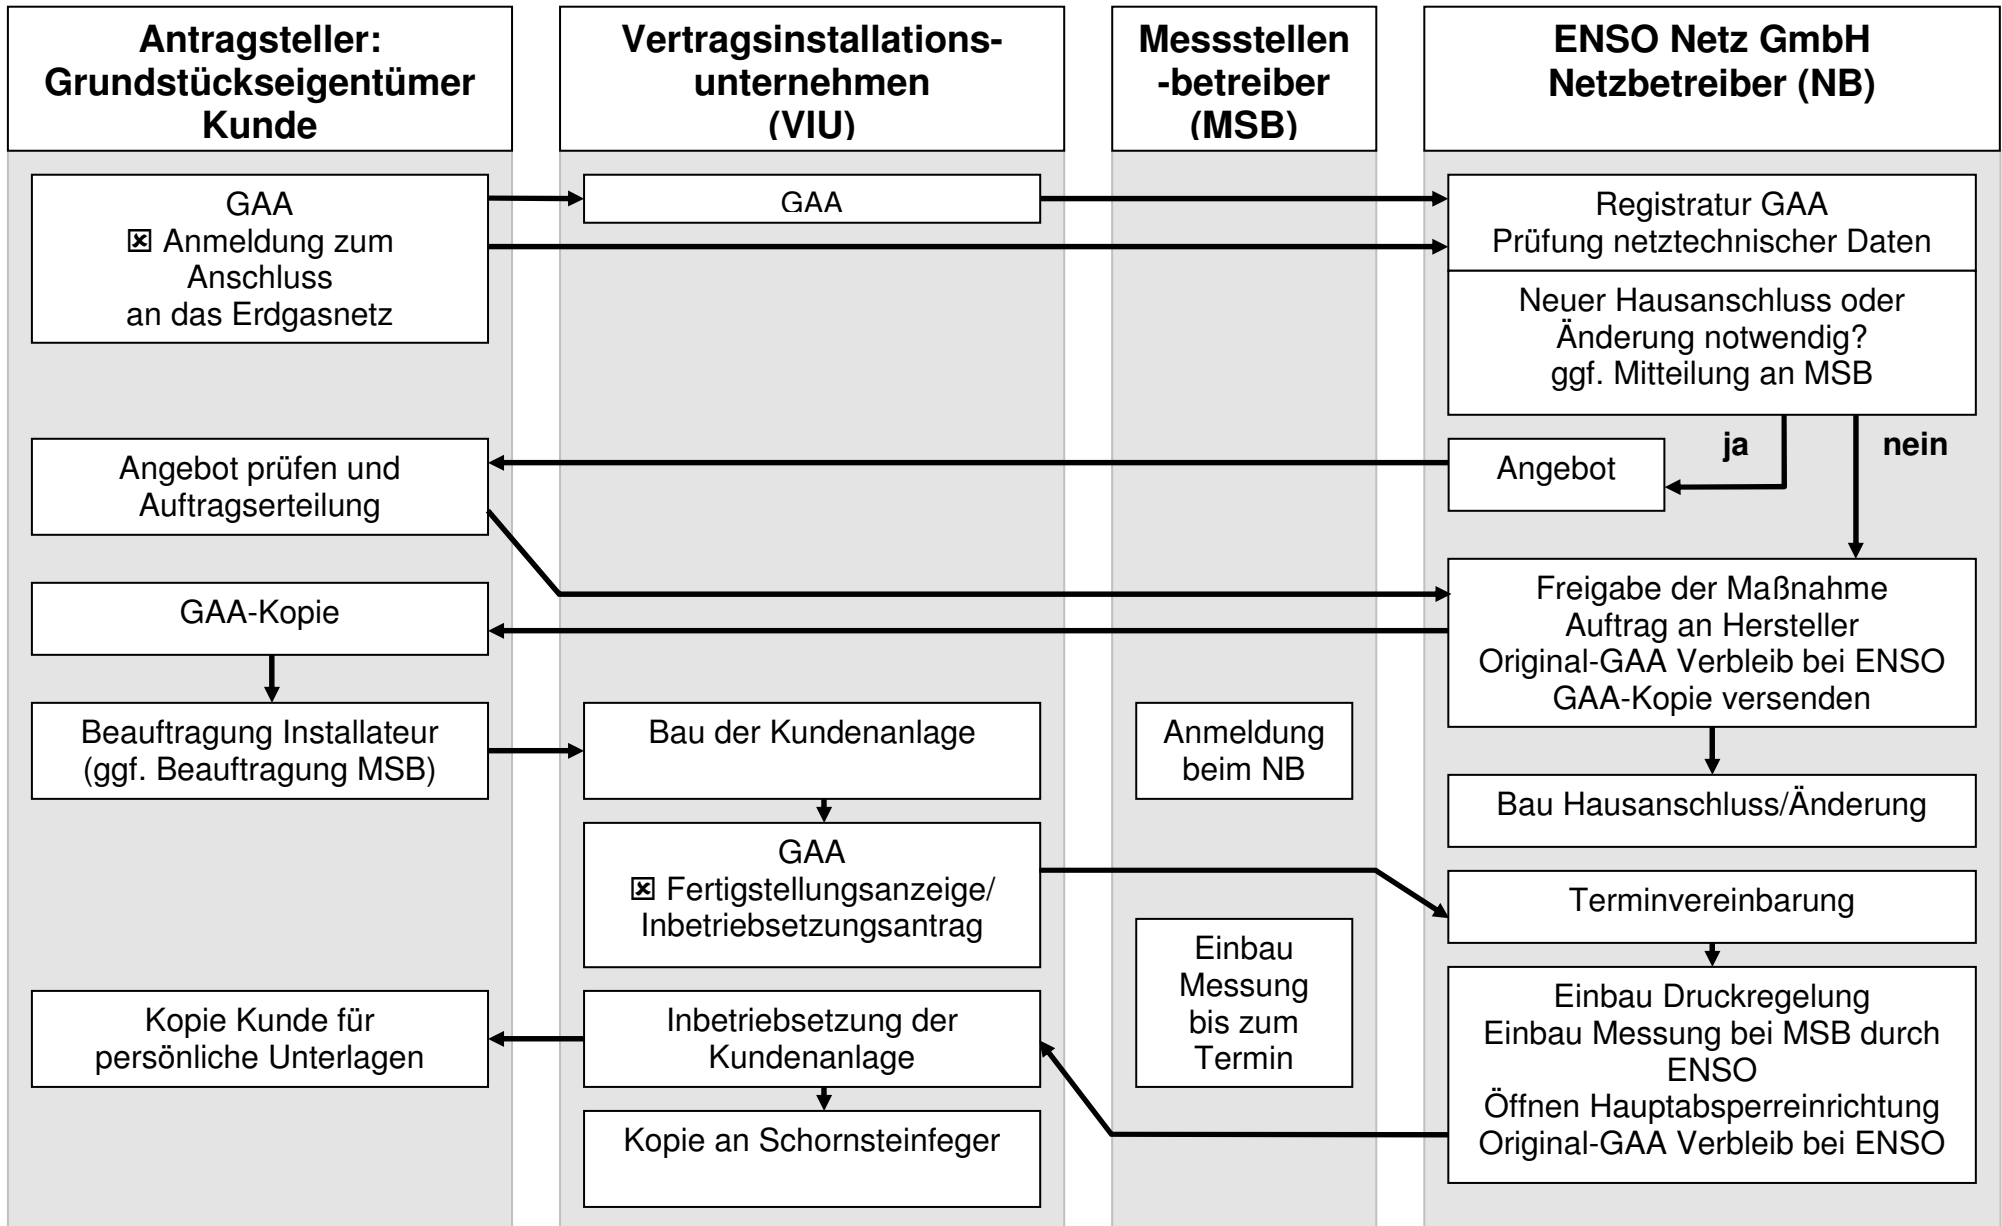 Antragsteller:
Grundstückseigentümer
Kunde
Vertragsinstallations-
unternehmen
(VIU)
Messstellen
-betreiber
(MSB)
ENSO Netz GmbH
Netzbetreiber (NB)
GAA
☒ Anmeldung zum
Anschluss
an das Erdgasnetz
GAA
Registratur GAA
Prüfung netztechnischer Daten
Neuer Hausanschluss oder
Änderung notwendig?
ggf. Mitteilung an MSB
ja
nein
Angebot
Angebot prüfen und
Auftragserteilung
Freigabe der Maßnahme
Auftrag an Hersteller
Original-GAA Verbleib bei ENSO
GAA-Kopie versenden
GAA-Kopie
Beauftragung Installateur
(ggf. Beauftragung MSB)
Bau der Kundenanlage
Anmeldung
beim NB
Bau Hausanschluss/Änderung
GAA
☒ Fertigstellungsanzeige/
Inbetriebsetzungsantrag
Terminvereinbarung
Einbau
Messung
bis zum
Termin
Einbau Druckregelung
Einbau Messung bei MSB durch
ENSO
Öffnen Hauptabsperreinrichtung
Original-GAA Verbleib bei ENSO
Inbetriebsetzung der
Kundenanlage
Kopie Kunde für
persönliche Unterlagen
Kopie an Schornsteinfeger